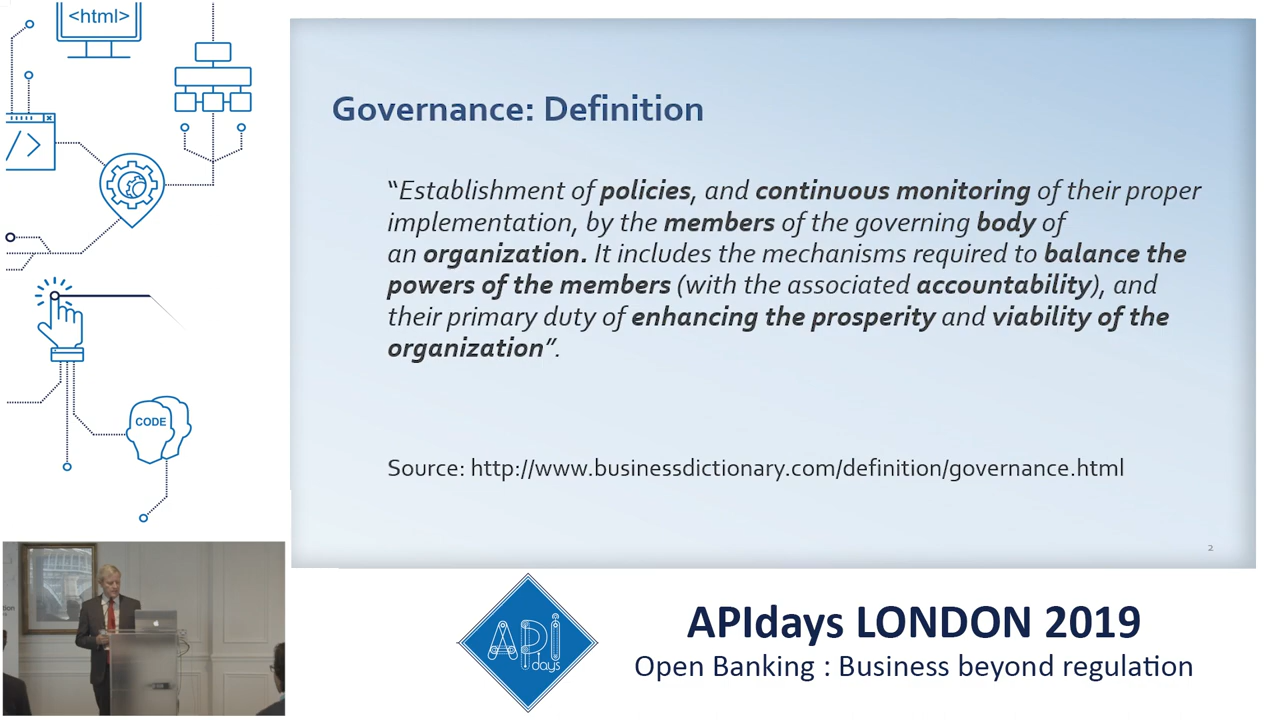 <html>
</>
CODE
Governance: Definition
“Establishment of policies, and continuous monitoring of their proper
implementation, by the members of the governing body of
an organization. It includes the mechanisms required to balance the
powers of the members (with the associated accountability), and
their primary duty of enhancing the prosperity and viability of the
organization”.
Source: http://www.businessdictionary.com/definition/governance.html
2
API
days
APIdays LONDON 2019
Open Banking : Business beyond regulation